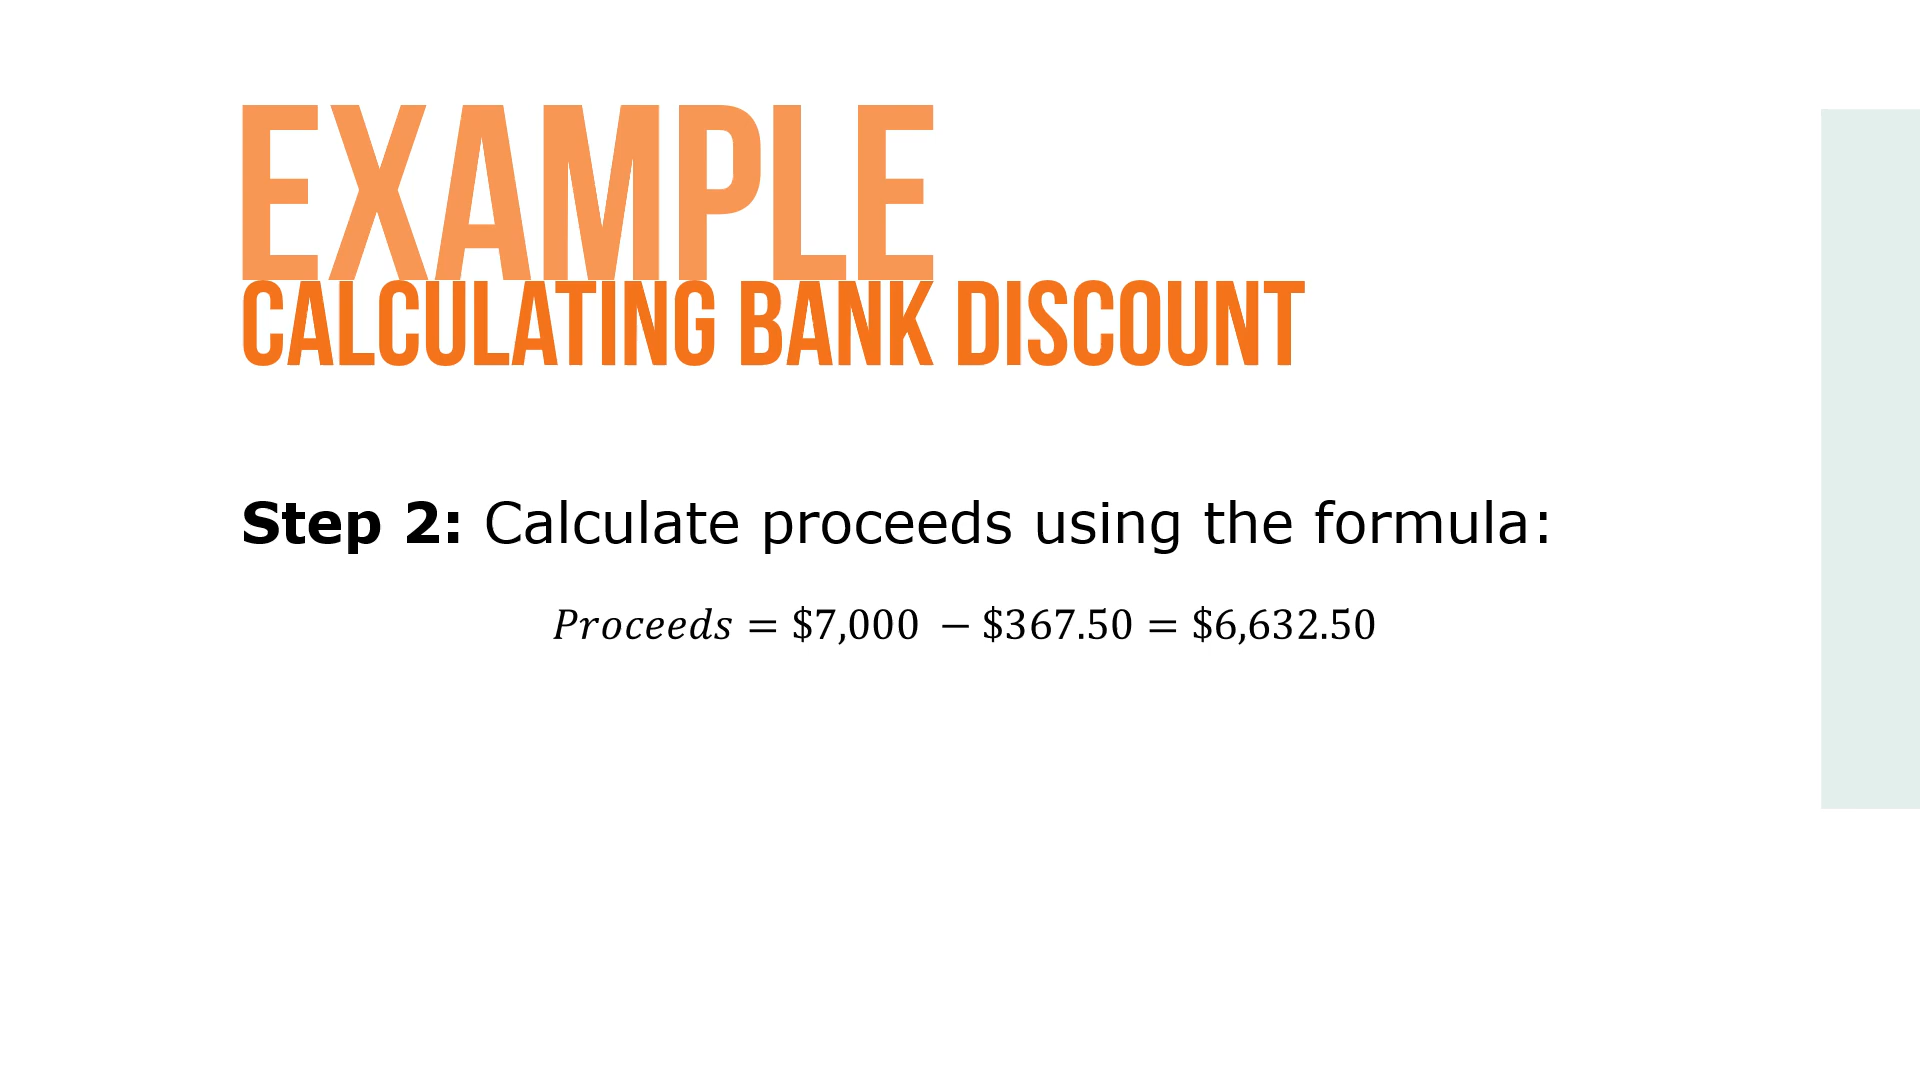 EXAMPLE
CALCULATING BANK DISCOUNT
Step 2: Calculate proceeds using the formula:
Proceeds = $7,000 − $367.50 = $6,632.50